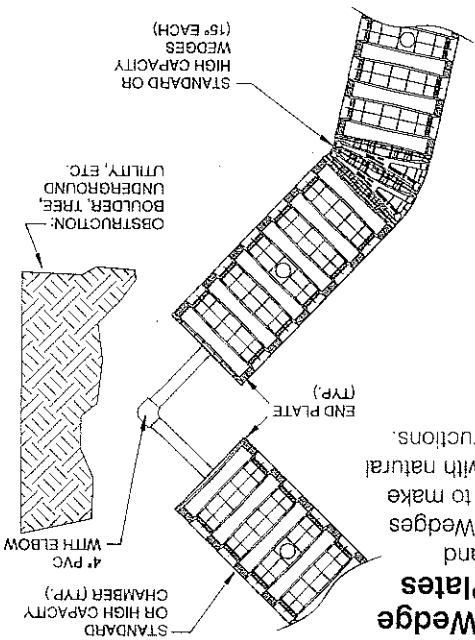 Wedge
Plates
and
Wedges
to make
with natural
ructions.
STANDARD
OR HIGH CAPACITY
CHAMBER (TYP.)
4" PVC
WITH ELBOW
END PLATE
(TYP.)
OBSTRUCTION:
BOULDER, TREE,
UNDERGROUND
UTILITY, ETC.
STANDARD OR
HIGH CAPACITY
WEDGES
(15° EACH)